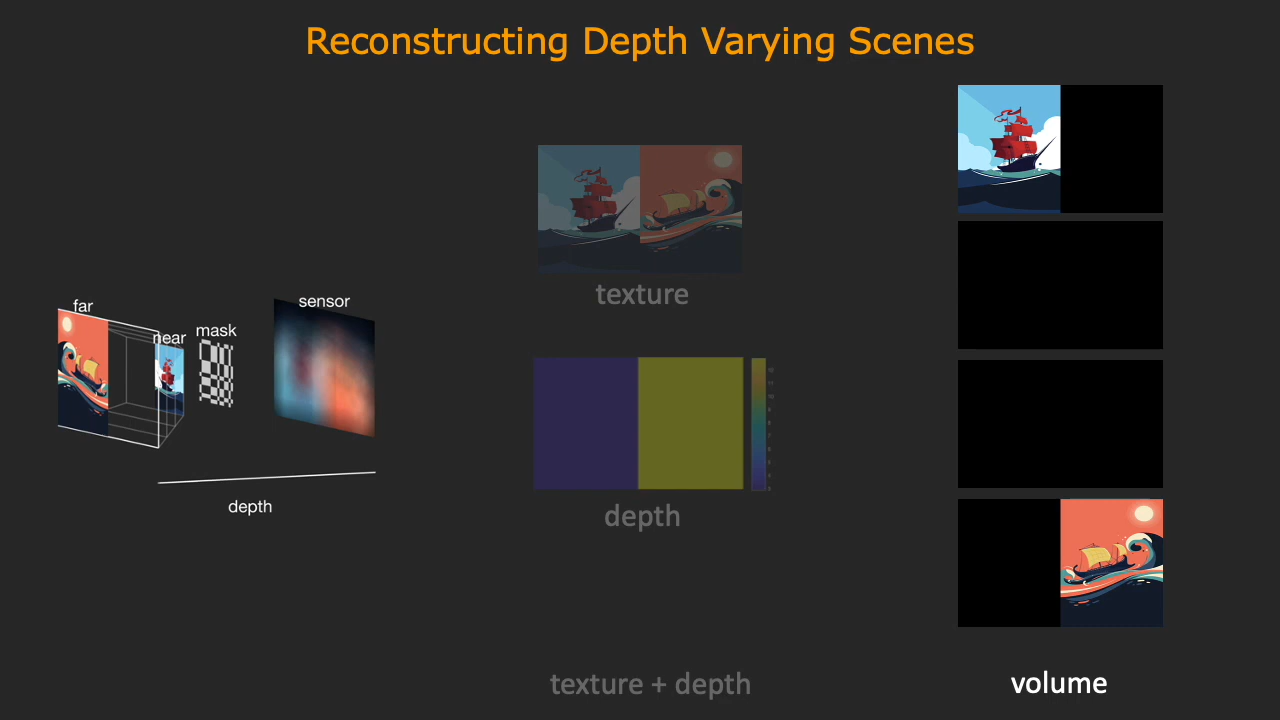 Reconstructing Depth Varying Scenes
far
near
mask
sensor
depth
texture
depth
texture + depth
volume